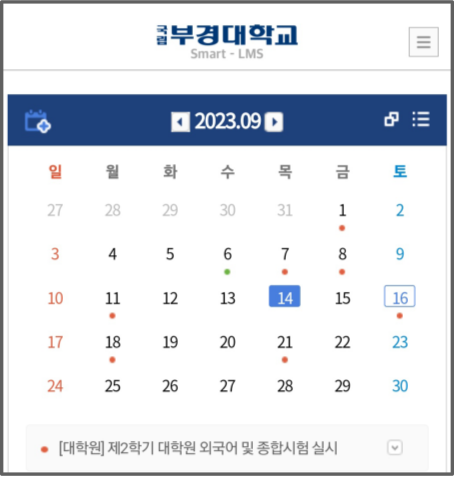 국립부경대학교
Smart - LMS
2023.09
일 월 화 수 목 금 토
27 28 29 30 31 1 2
3 4 5 6 7 8 9
10 11 12 13 14 15 16
17 18 19 20 21 22 23
24 25 26 27 28 29 30
[대학원] 제2학기 대학원 외국어 및 종합시험 실시